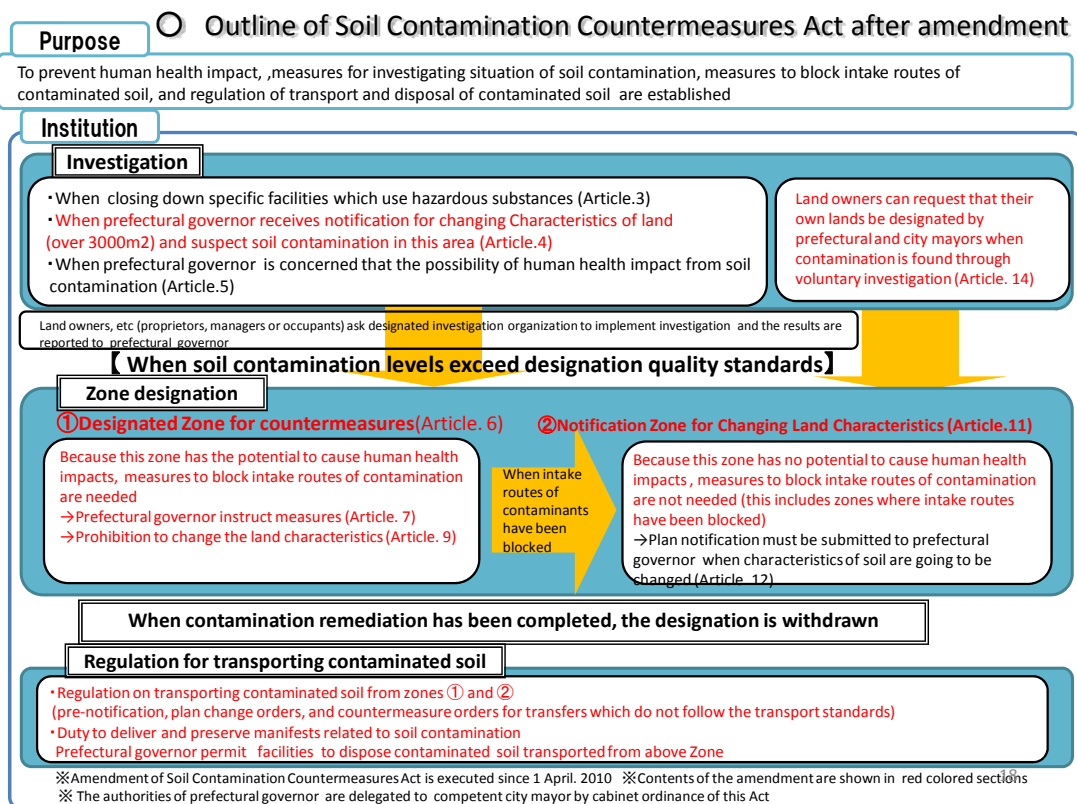 ○ Outline of Soil Contamination Countermeasures Act after amendment
Purpose
To prevent human health impact, ,measures for investigating situation of soil contamination, measures to block intake routes of
contaminated soil, and regulation of transport and disposal of contaminated soil are established
Institution
Investigation
・When closing down specific facilities which use hazardous substances (Article.3)
・When prefectural governor receives notification for changing Characteristics of land
(over 3000m2) and suspect soil contamination in this area (Article.4)
・When prefectural governor is concerned that the possibility of human health impact from soil
contamination (Article.5)
Land owners can request that their
own lands be designated by
prefectural and city mayors when
contamination is found through
voluntary investigation (Article. 14)
Land owners, etc (proprietors, managers or occupants) ask designated investigation organization to implement investigation and the results are
reported to prefectural governor
【 When soil contamination levels exceed designation quality standards】
Zone designation
①Designated Zone for countermeasures(Article. 6)
Because this zone has the potential to cause human health
impacts, measures to block intake routes of contamination
are needed
→Prefectural governor instruct measures (Article. 7)
→Prohibition to change the land characteristics (Article. 9)
When intake
routes of
contaminants
have been
blocked
②Notification Zone for Changing Land Characteristics (Article.11)
Because this zone has no potential to cause human health
impacts , measures to block intake routes of contamination
are not needed (this includes zones where intake routes
have been blocked)
→Plan notification must be submitted to prefectural
governor when characteristics of soil are going to be
changed (Article. 12)
When contamination remediation has been completed, the designation is withdrawn
Regulation for transporting contaminated soil
・Regulation on transporting contaminated soil from zones ① and ②
(pre-notification, plan change orders, and countermeasure orders for transfers which do not follow the transport standards)
・Duty to deliver and preserve manifests related to soil contamination
Prefectural governor permit facilities to dispose contaminated soil transported from above Zone
※Amendment of Soil Contamination Countermeasures Act is executed since 1 April. 2010 ※Contents of the amendment are shown in red colored sections
18
※ The authorities of prefectural governor are delegated to competent city mayor by cabinet ordinance of this Act